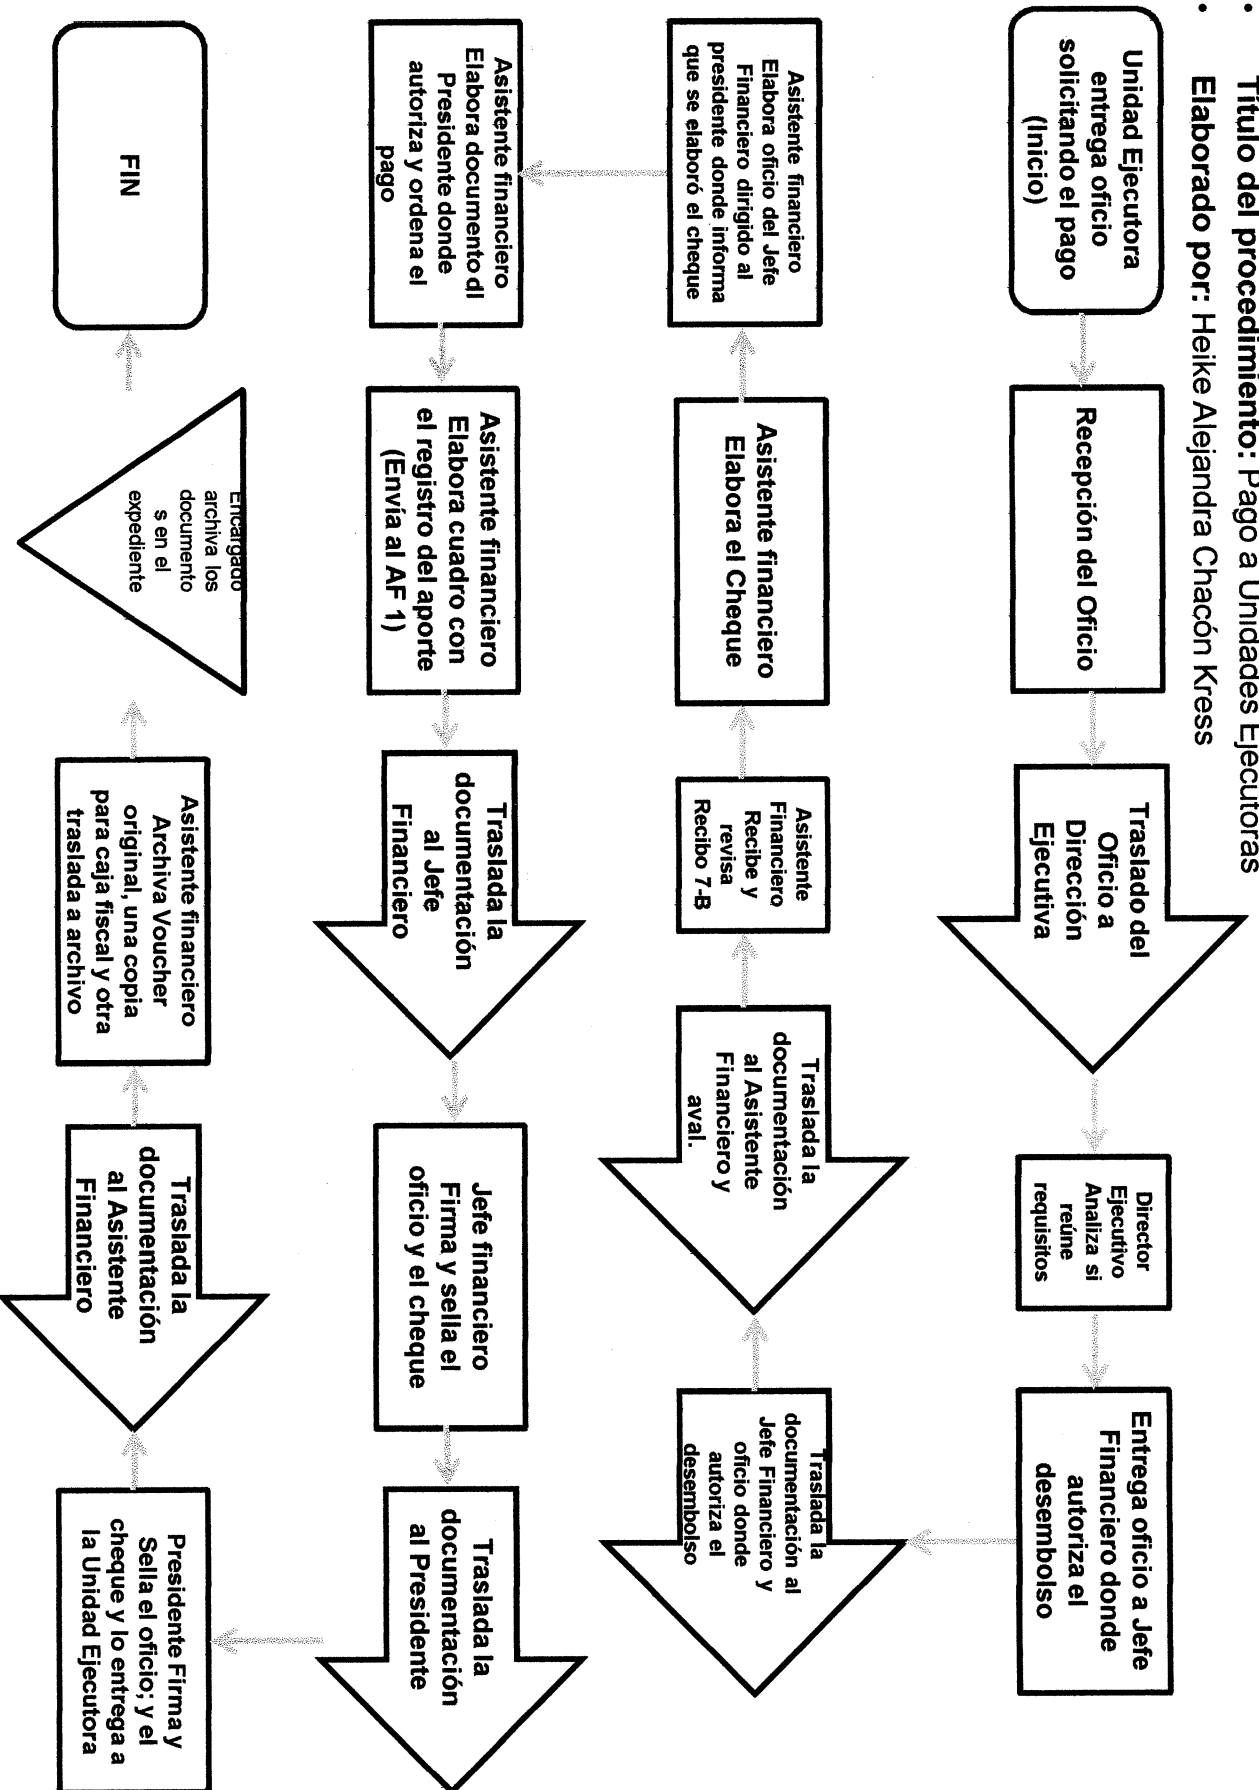 • Título del procedimiento: Pago a Unidades Ejecutoras
• Elaborado por: Heike Alejandra Chacón Kress
Unidad Ejecutora
entrega oficio
solicitando el pago
(Inicio)
Recepción del Oficio
Traslado del
Oficio a
Dirección
Ejecutiva
Director
Ejecutivo
Analiza si
reúne
requisitos
Entrega oficio a Jefe
Financiero donde
autoriza el
desembolso
Traslada la
documentación al
Jefe Financiero y
oficio donde
autoriza el
desembolso
Traslada la
documentación
al Asistente
Financiero y
aval.
Asistente
Financiero
Recibe y
revisa
Recibo 7-B
Asistente financiero
Elabora el Cheque
Asistente financiero
Elabora oficio del Jefe
Financiero dirigido al
presidente donde informa
que se elaboró el cheque
Asistente financiero
Elabora documento dl
Presidente donde
autoriza y ordena el
pago
Asistente financiero
Elabora cuadro con
el registro del aporte
(Envía al AF 1)
Traslada la
documentación
al Jefe
Financiero
Jefe financiero
Firma y sella el
oficio y el cheque
Traslada la
documentación
al Presidente
Presidente Firma y
Sella el oficio; y el
cheque y lo entrega a
la Unidad Ejecutora
Traslada la
documentación
al Asistente
Financiero
Asistente financiero
Archiva Voucher
original, una copia
para caja fiscal y otra
traslada a archivo
Encargado
archiva los
documento
s en el
expediente
FIN